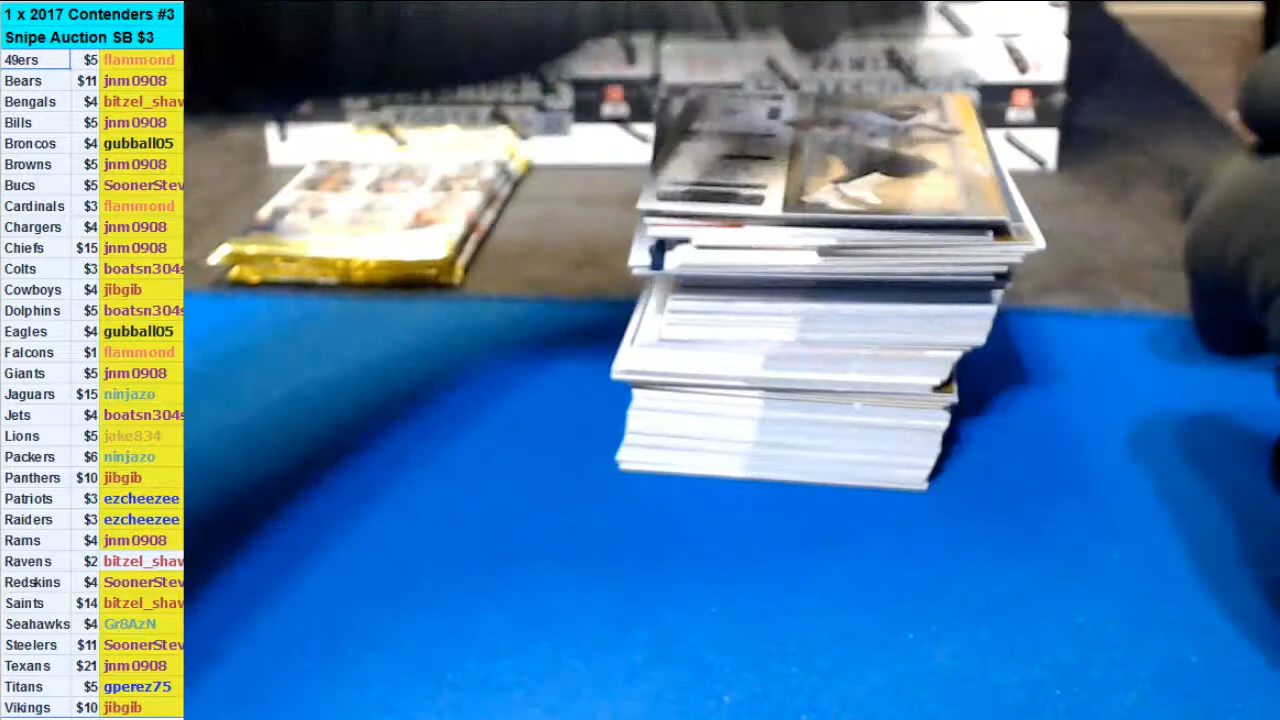 1 x 2017 Contenders #3
Snipe Auction SB $3
49ers $5 flammond
Bears $11 jnm0908
Bengals $4 bitzel_shaw
Bills $5 jnm0908
Broncos $4 gubball05
Browns $5 jnm0908
Bucs $5 SoonerStev
Cardinals $3 flammond
Chargers $4 jnm0908
Chiefs $15 jnm0908
Colts $3 boatsn304s
Cowboys $4 jibgib
Dolphins $5 boatsn304s
Eagles $4 gubball05
Falcons $1 flammond
Giants $5 jnm0908
Jaguars $15 ninjazo
Jets $4 boatsn304s
Lions $5 jake834
Packers $6 ninjazo
Panthers $10 jibgib
Patriots $3 ezcheezee
Raiders $3 ezcheezee
Rams $4 jnm0908
Ravens $2 bitzel_shaw
Redskins $4 SoonerStev
Saints $14 bitzel_shaw
Seahawks $4 Gr8AzN
Steelers $11 SoonerStev
Texans $21 jnm0908
Titans $5 gperez75
Vikings $10 jibgib